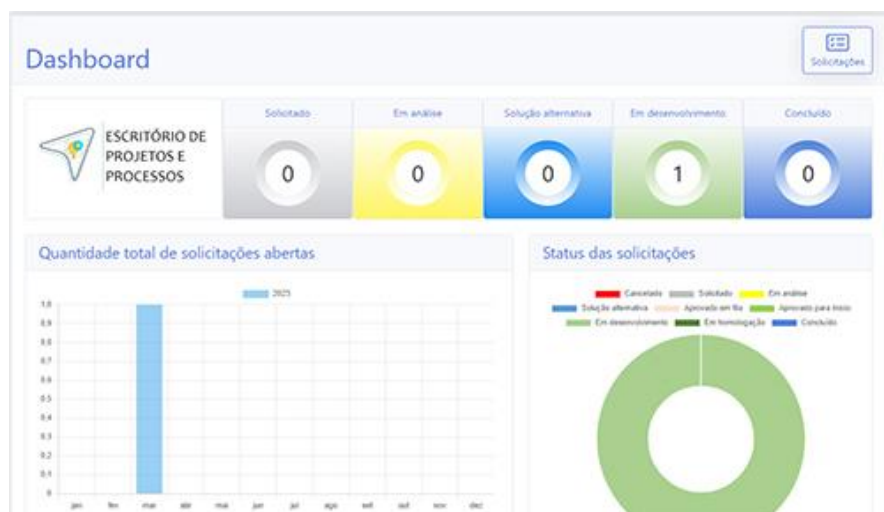 Dashboard
Solicitações
ESCRITÓRIO DE
PROJETOS E
PROCESSOS
Solicitado
Em análise
Solução alternativa
Em desenvolvimento
Concluído
0
0
0
1
0
Quantidade total de solicitações abertas
2025
1,0
0,9
0,8
0,7
0,6
0,5
0,4
0,3
0,2
0,1
0
jan fev mar abr mai jun jul ago set out nov dez
Status das solicitações
Cancelado Solicitado Em análise
Solução alternativa Aprovado em fila Aprovado para início
Em desenvolvimento Em homologação Concluído